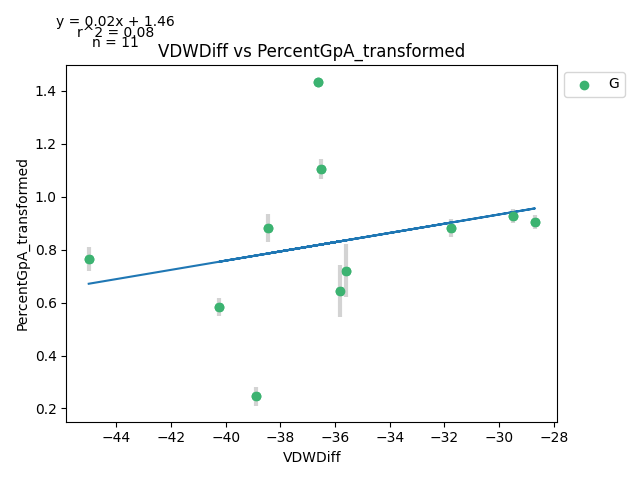 y = 0.02x + 1.46
r^2 = 0.08
n = 11
VDWDiff vs PercentGpA_transformed
G
PercentGpA_transformed
1.4
1.2
1.0
0.8
0.6
0.4
0.2
−44 −42 −40 −38 −36 −34 −32 −30 −28
VDWDiff